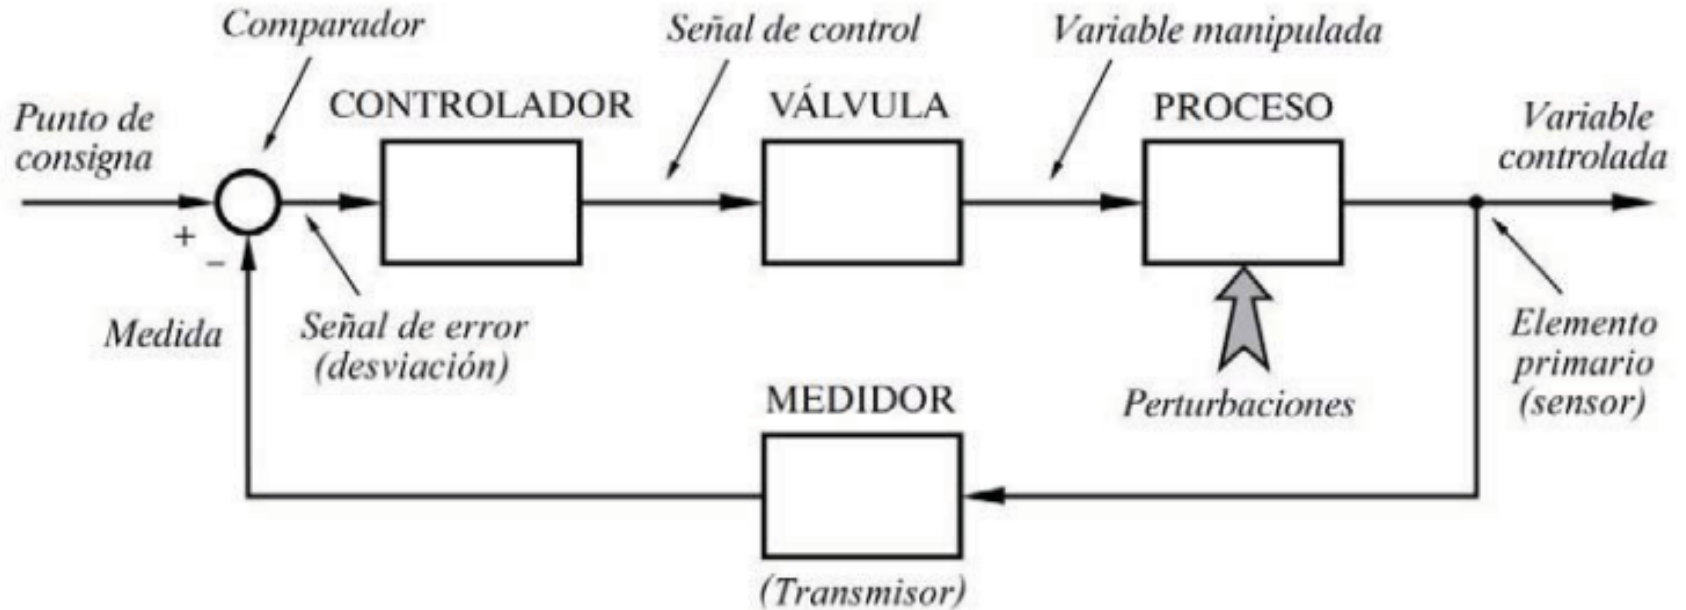 Comparador
Señal de control
Variable manipulada
Punto de
consigna
CONTROLADOR
VÁLVULA
PROCESO
Variable
controlada
+
−
Medida
Señal de error
(desviación)
Elemento
primario
(sensor)
MEDIDOR
Perturbaciones
(Transmisor)